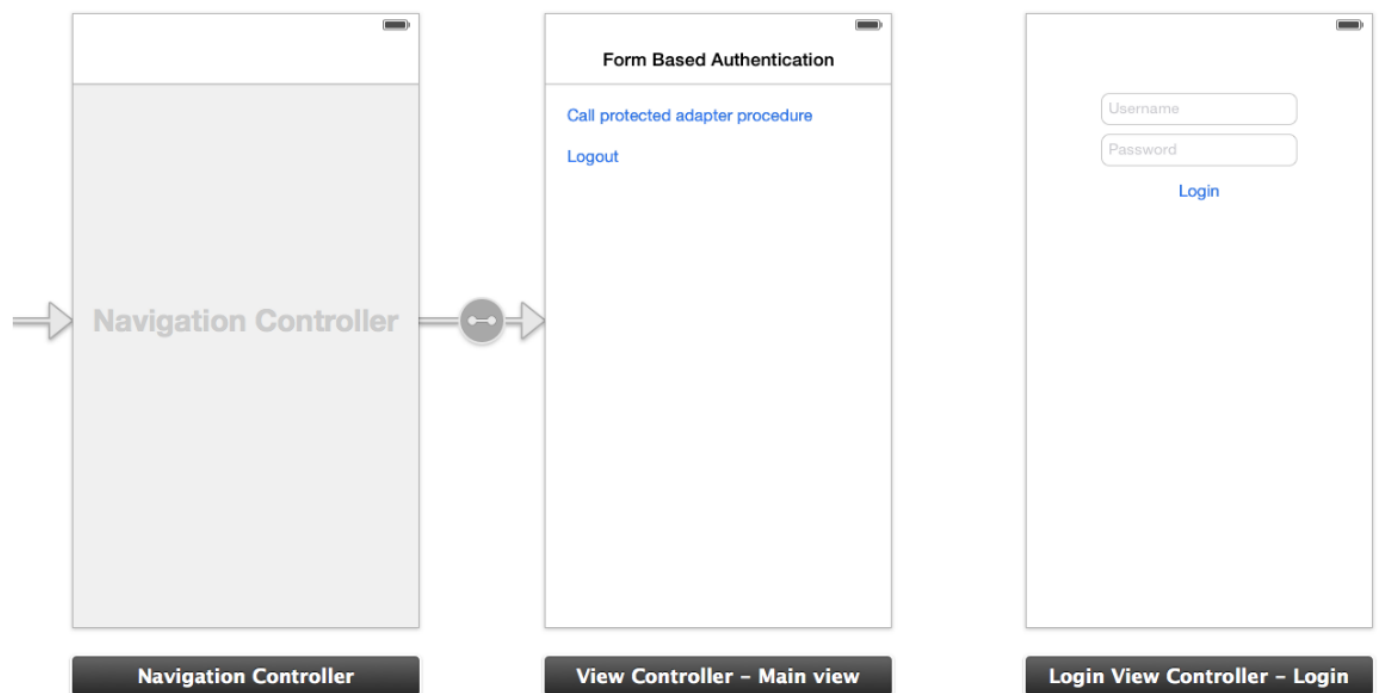 Navigation Controller
Navigation Controller
Form Based Authentication
Call protected adapter procedure
Logout
View Controller – Main view
Username
Password
Login
Login View Controller – Login